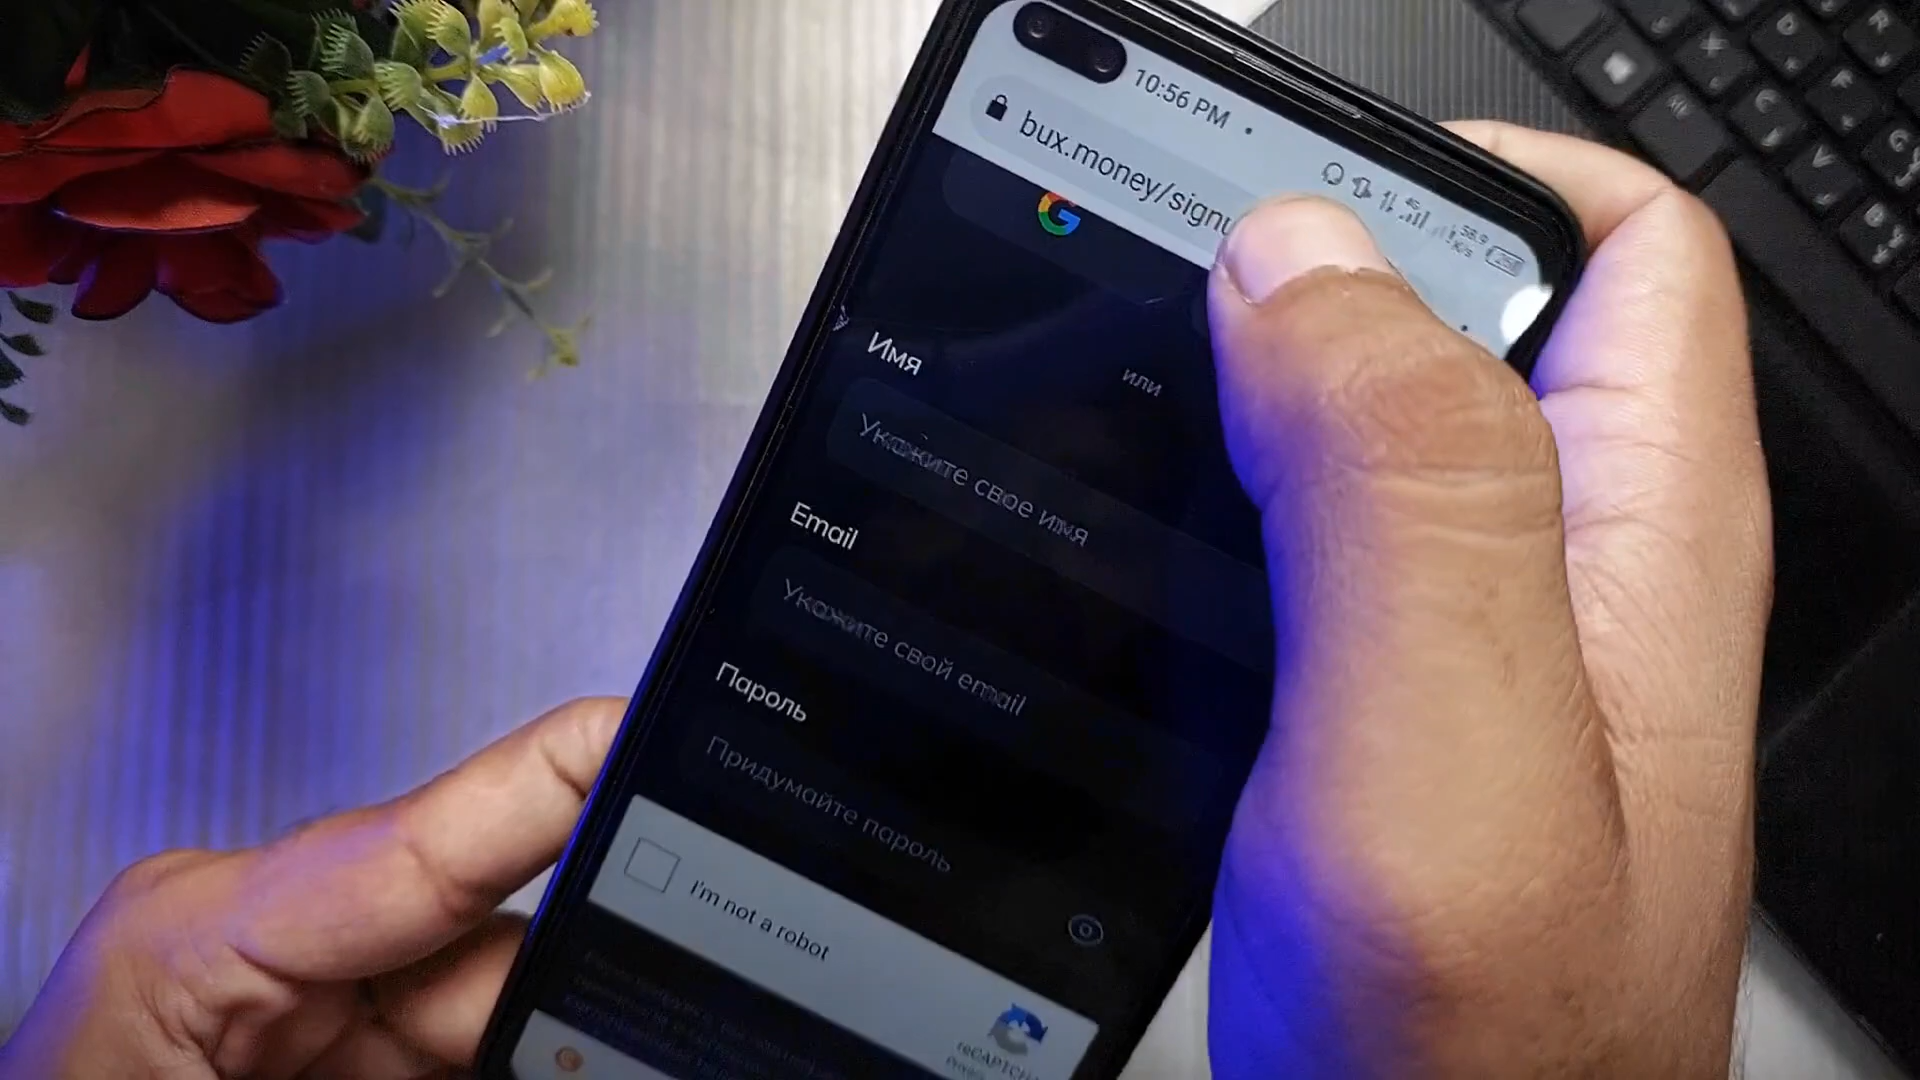 10:56 PM
bux.money/signu
или
Имя
Укажите свое имя
Email
Укажите свой email
Пароль
Придумайте пароль
I'm not a robot
reCAPTCHA